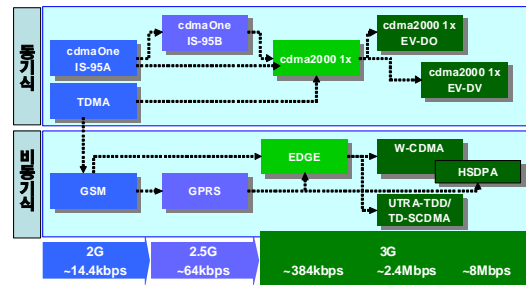 동기식
cdmaOne
IS-95A
cdmaOne
IS-95B
TDMA
cdma2000 1x
cdma2000 1x
EV-DO
cdma2000 1x
EV-DV
비동기식
GSM
GPRS
EDGE
W-CDMA
HSDPA
UTRA-TDD/
TD-SCDMA
2G
~14.4kbps
2.5G
~64kbps
3G
~384kbps ~2.4Mbps ~8Mbps